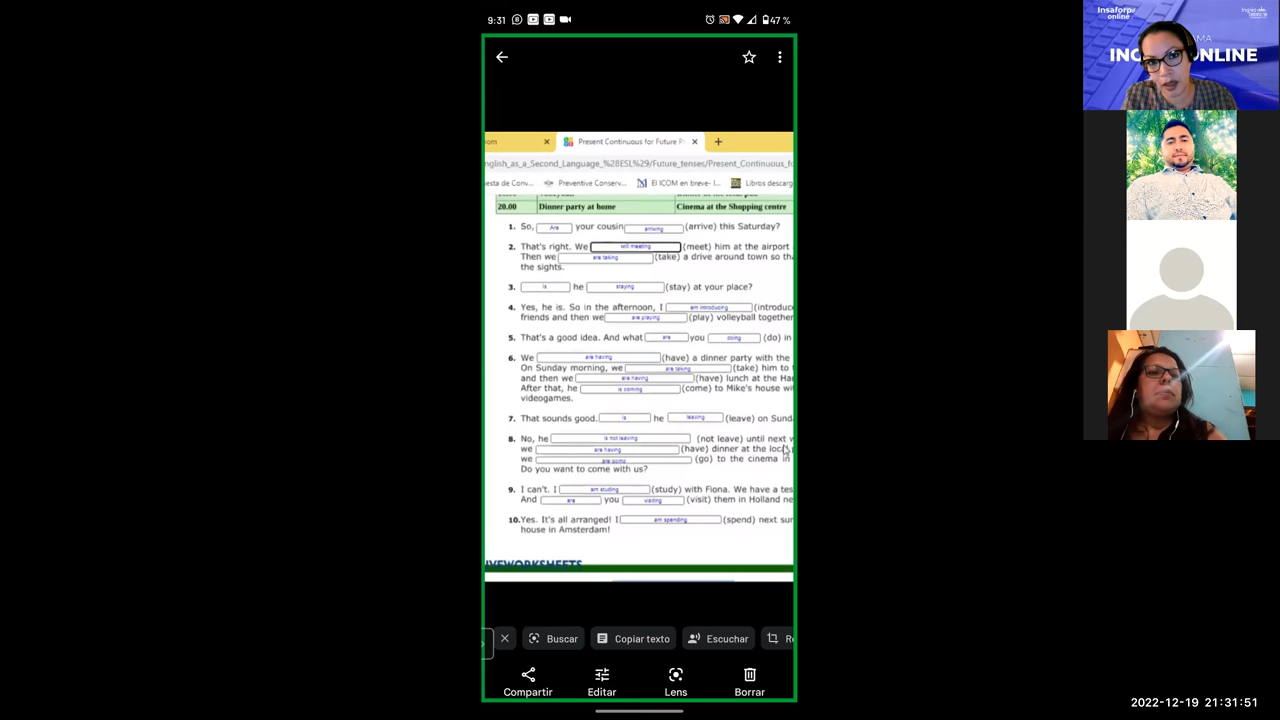 9:31
47 %
Insaforp
online
INGLÉS ONLINE
oom
Present Continuous for Future P
nglish_as_a_Second_Language_%28ESL%29/Future_tenses/Present_Continuous_fo
esta de Conv...
Preventive Conserv...
El ICOM en breve- I...
Libros descarg
20.00 Dinner party at home Cinema at the Shopping centre
1. So, Are your cousin arriving (arrive) this Saturday?
2. That's right. We will meeting (meet) him at the airport
Then we are taking (take) a drive around town so tha
the sights.
3. Is he staying (stay) at your place?
4. Yes, he is. So in the afternoon, I am introducing (introduc
friends and then we are playing (play) volleyball together
5. That's a good idea. And what are you doing (do) in
6. We are having (have) a dinner party with the
On Sunday morning, we are taking (take) him to
and then we are having (have) lunch at the Ha
After that, he is coming (come) to Mike's house w
videogames.
7. That sounds good. is he leaving (leave) on Sund
8. No, he is not leaving (not leave) until next w
we are having (have) dinner at the loc
we are going (go) to the cinema in
Do you want to come with us?
9. I can't. I am studing (study) with Fiona. We have a tes
And are you visiting (visit) them in Holland ne
10.Yes. It's all arranged! I am spending (spend) next sur
house in Amsterdam!
IVEWORKSHEETS
Buscar
Copiar texto
Escuchar
Re
Compartir
Editar
Lens
Borrar
2022-12-19 21:31:51